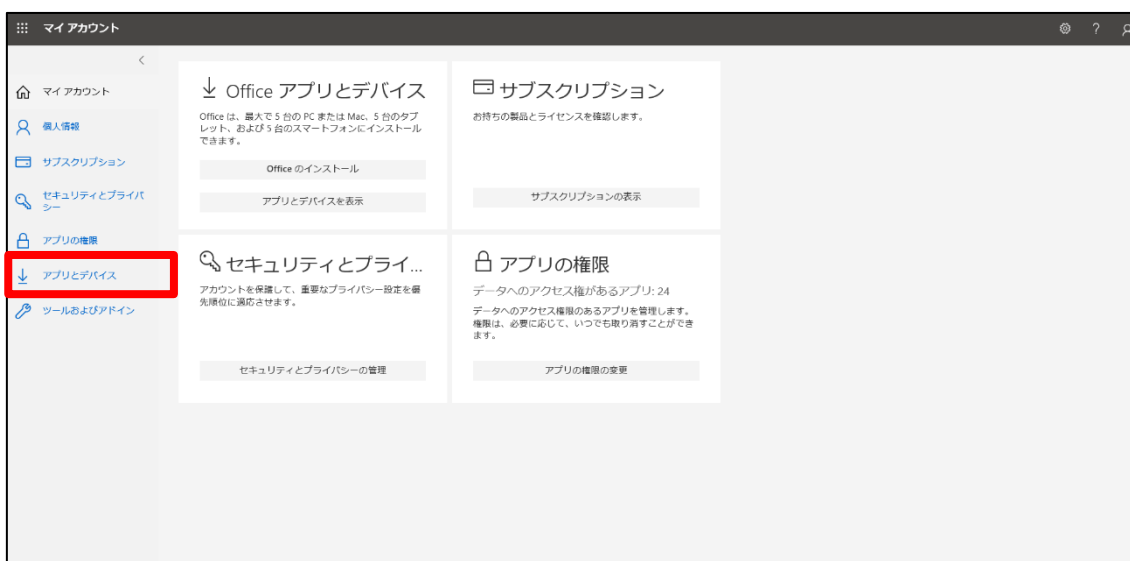 マイ アカウント
?
<
マイ アカウント
個人情報
サブスクリプション
セキュリティとプライバ
シー
アプリの権限
アプリとデバイス
ツールおよびアドイン
Office アプリとデバイス
Office は、最大で 5 台の PC または Mac、5 台のタブ
レット、および 5 台のスマートフォンにインストール
できます。
Office のインストール
アプリとデバイスを表示
サブスクリプション
お持ちの製品とライセンスを確認します。
サブスクリプションの表示
セキュリティとプライ...
アカウントを保護して、重要なプライバシー設定を優
先順位に適応させます。
セキュリティとプライバシーの管理
アプリの権限
データへのアクセス権があるアプリ: 24
データへのアクセス権限のあるアプリを管理します。
権限は、必要に応じて、いつでも取り消すことができ
ます。
アプリの権限の変更